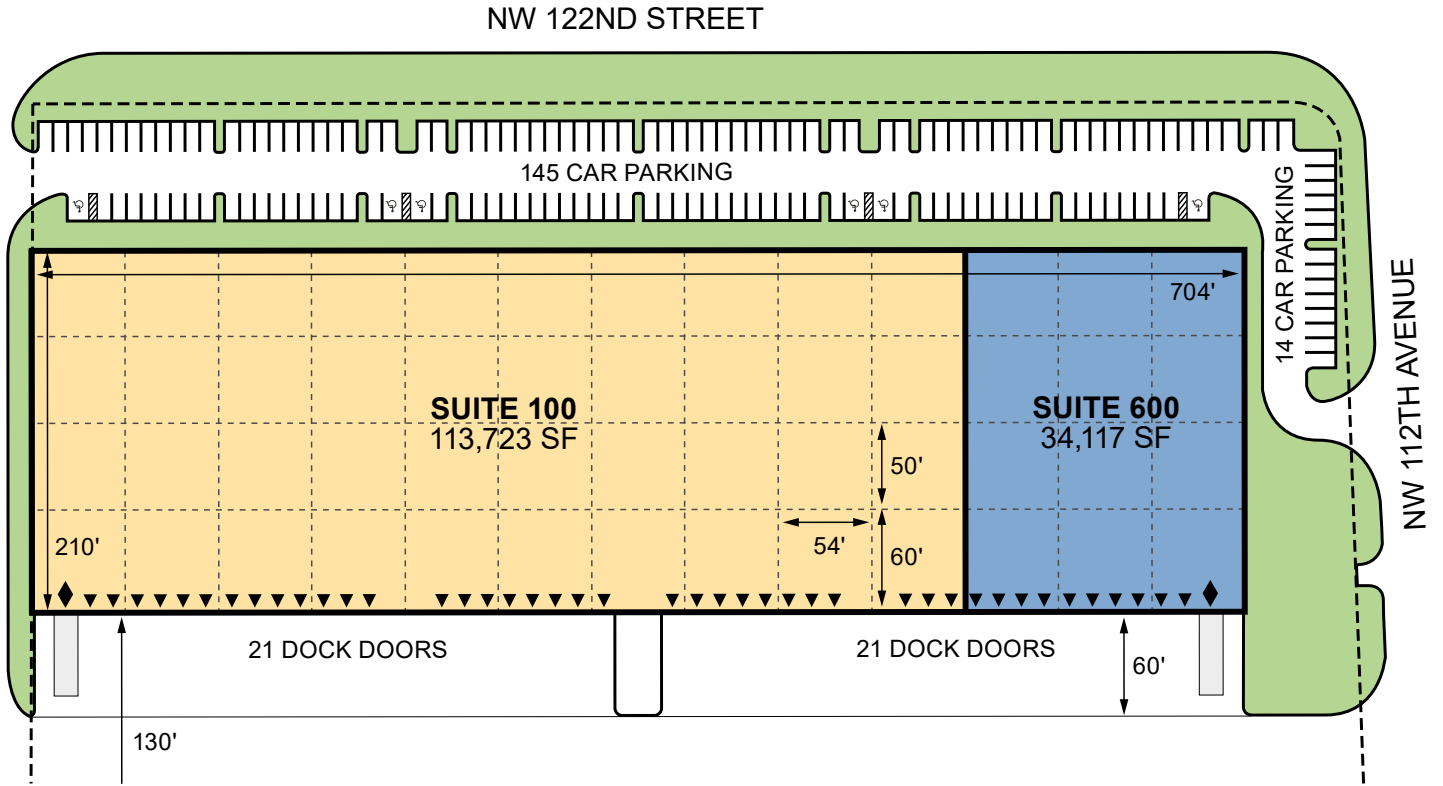 NW 122ND STREET
145 CAR PARKING
14 CAR PARKING
NW 112TH AVENUE
704'
SUITE 100
113,723 SF
SUITE 600
34,117 SF
50'
54'
60'
210'
21 DOCK DOORS
21 DOCK DOORS
60'
130'